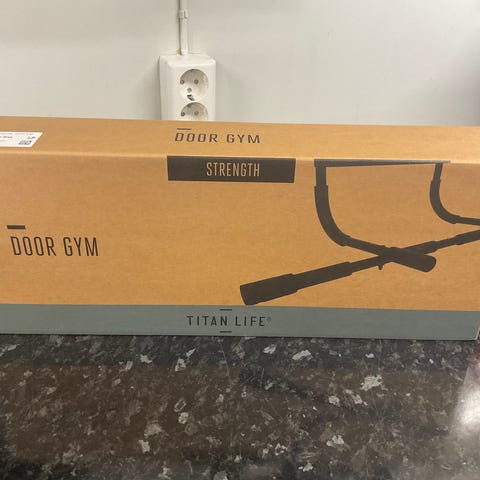 DOOR GYM
STRENGTH
DOOR GYM
TITAN LIFE®